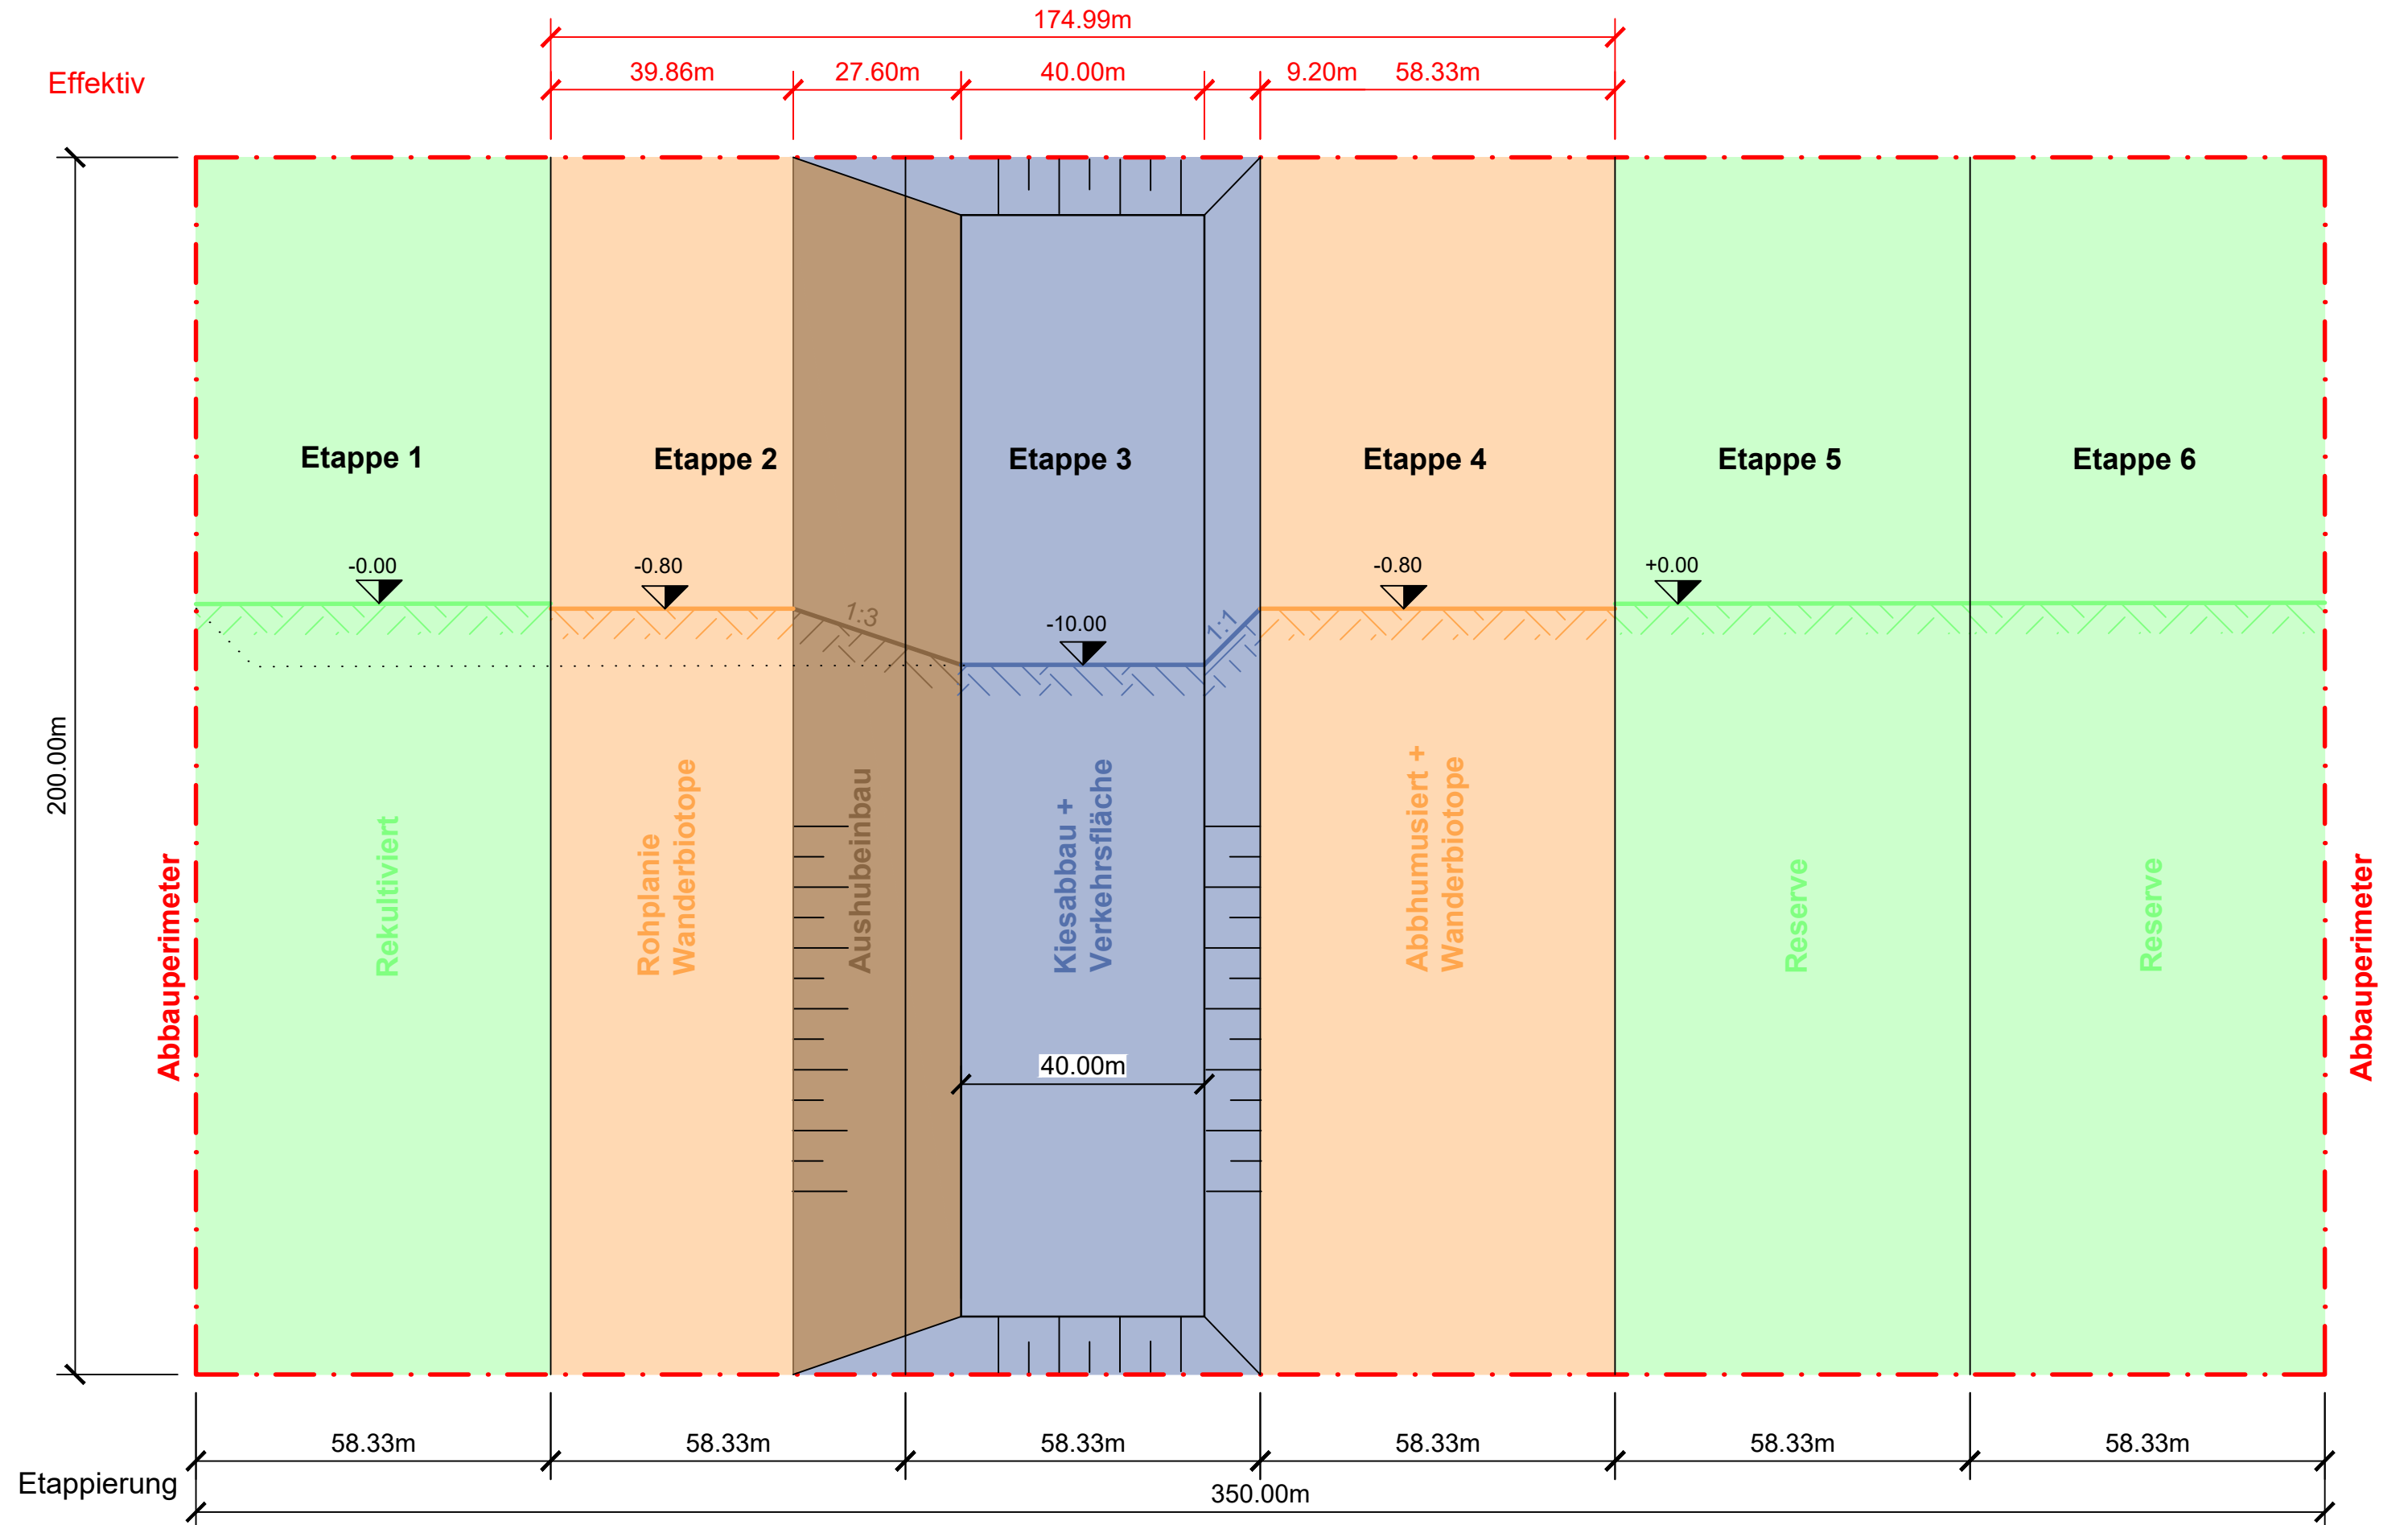 174.99m
Effektiv
39.86m
27.60m
40.00m
9.20m
58.33m
Etappe 1
Etappe 2
Etappe 3
Etappe 4
Etappe 5
Etappe 6
-0.00
-0.80
1:3
-10.00
1:1
-0.80
+0.00
200.00m
Abbauperimeter
Rekultiviert
Rohplanie
Wanderbiotope
Aushubeinbau
Kiesabbau +
Verkehrsfläche
Abbhumusiert +
Wanderbiotope
Reserve
Reserve
Abbauperimeter
40.00m
58.33m
58.33m
58.33m
58.33m
58.33m
58.33m
Etappierung
350.00m